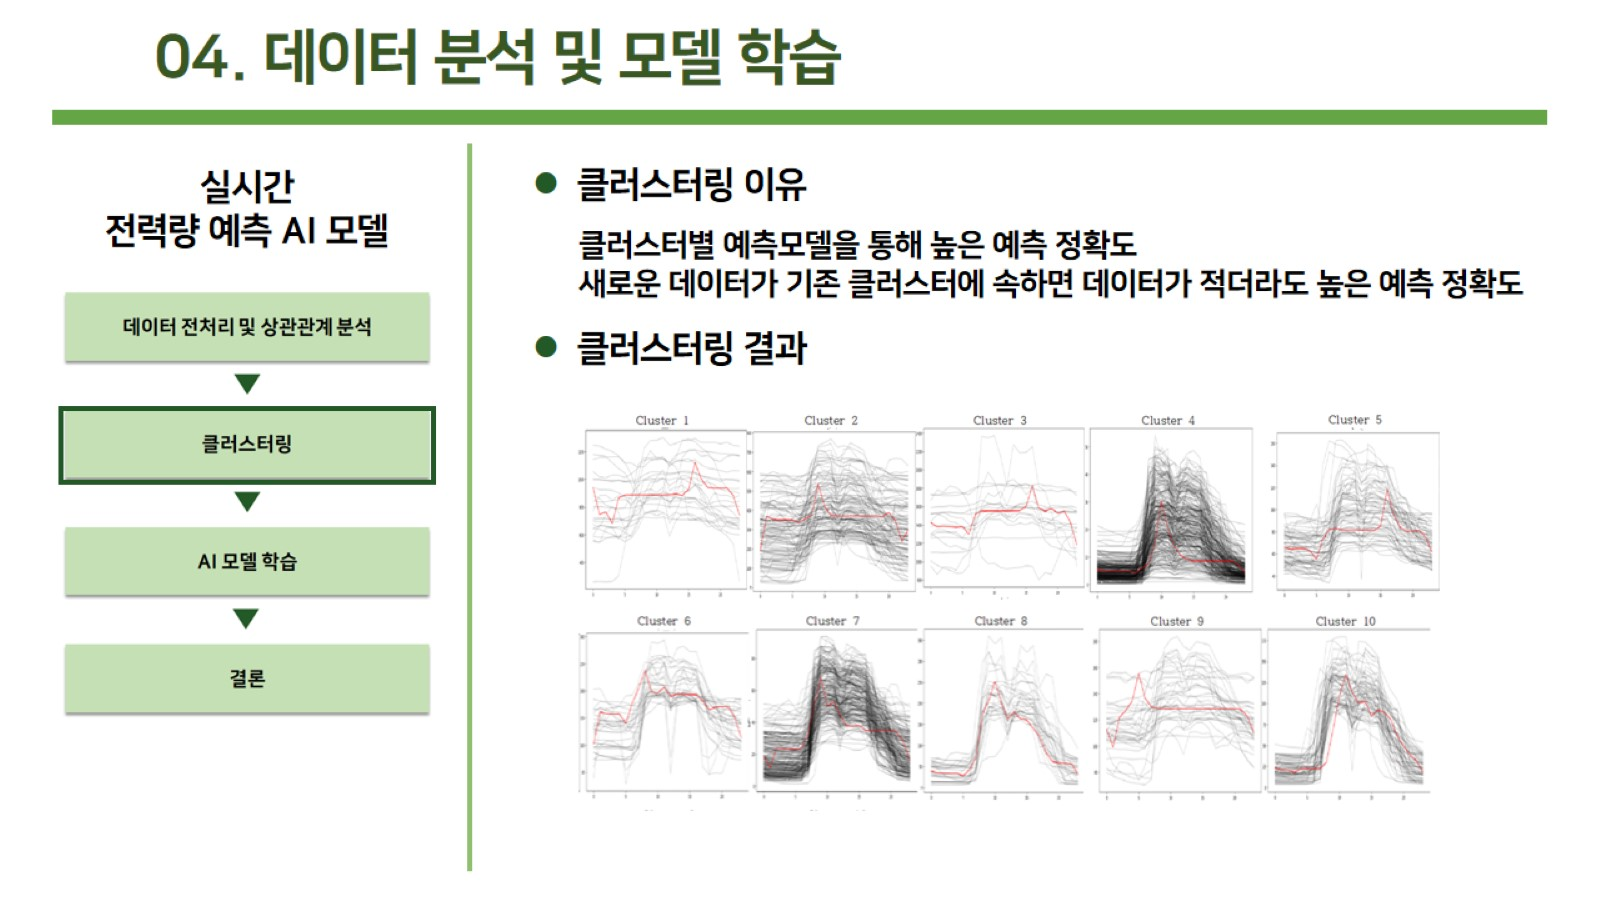 04. 데이터 분석 및 모델 학습
실시간
전력량 예측 AI 모델
데이터 전처리 및 상관관계 분석
클러스터링
AI 모델 학습
결론
클러스터링 이유
클러스터별 예측모델을 통해 높은 예측 정확도
새로운 데이터가 기존 클러스터에 속하면 데이터가 적더라도 높은 예측 정확도
클러스터링 결과
Cluster 1
Cluster 2
Cluster 3
Cluster 4
Cluster 5
Cluster 6
Cluster 7
Cluster 8
Cluster 9
Cluster 10